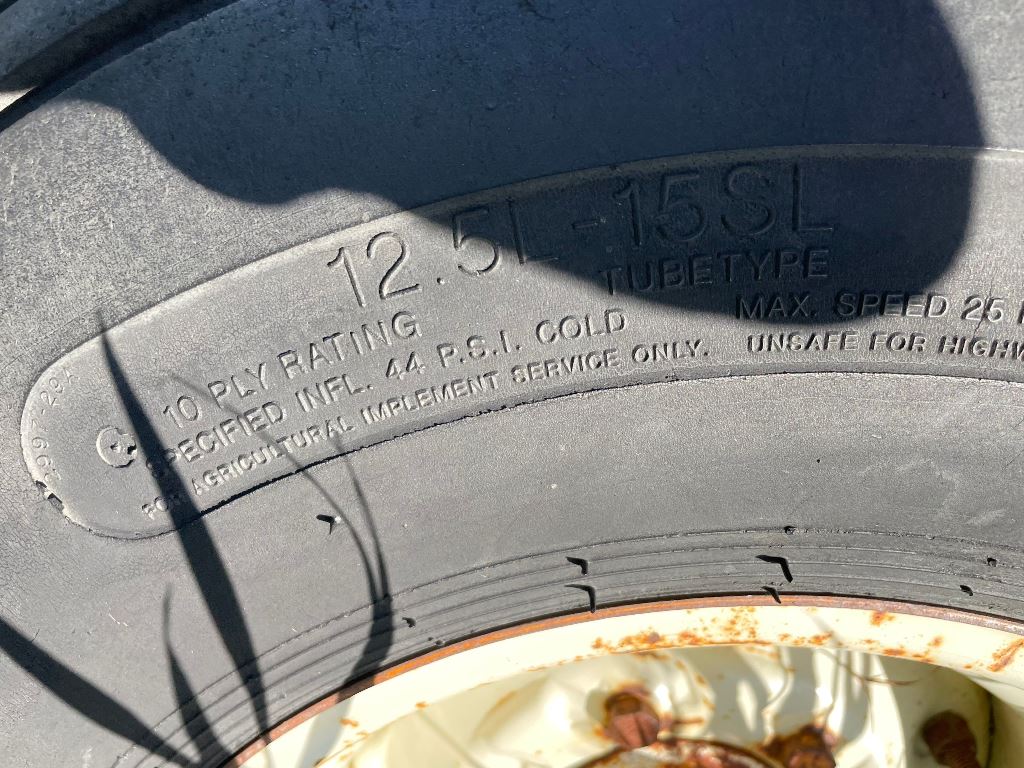 12.5L-15SL
TUBETYPE
10 PLY RATING
SPECIFIED INFL. 44 P.S.I. COLD
FOR AGRICULTURAL IMPLEMENT SERVICE ONLY.
MAX. SPEED 25
UNSAFE FOR HIGHW